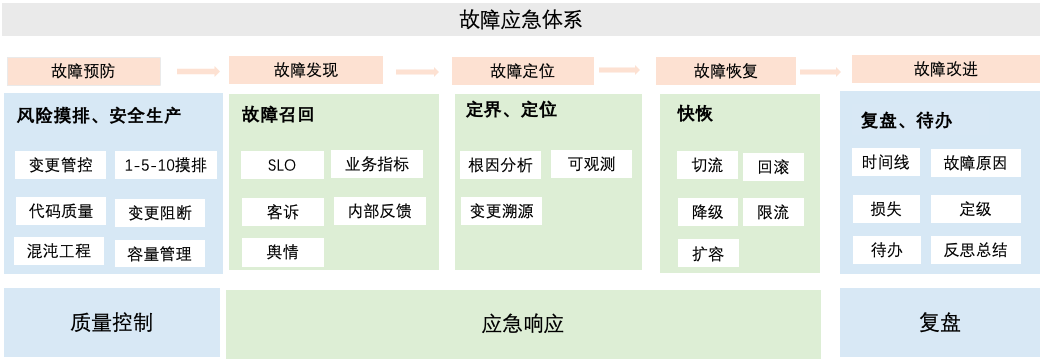 故障应急体系
故障预防
故障发现
故障定位
故障恢复
故障改进
风险摸排、安全生产
变更管控
1-5-10摸排
代码质量
变更阻断
混沌工程
容量管理
故障召回
SLO
业务指标
客诉
内部反馈
舆情
定界、定位
根因分析
可观测
变更溯源
快恢
切流
回滚
降级
限流
扩容
复盘、待办
时间线
故障原因
损失
定级
待办
反思总结
质量控制
应急响应
复盘